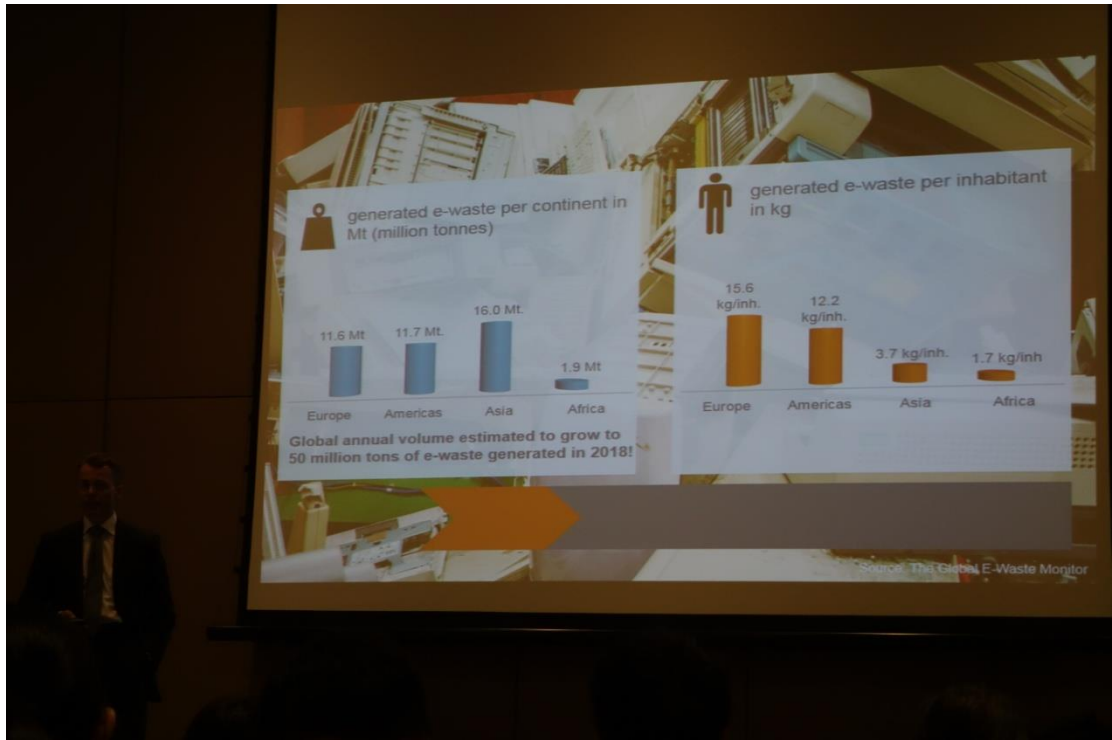 generated e-waste per continent in
Mt (million tonnes)
16.0 Mt.
11.6 Mt
11.7 Mt.
1.9 Mt
Europe
Americas
Asia
Africa
Global annual volume estimated to grow to
50 million tons of e-waste generated in 2018!
generated e-waste per inhabitant
in kg
15.6
kg/inh.
12.2
kg/inh.
3.7 kg/inh.
1.7 kg/inh
Europe
Americas
Asia
Africa
Source: The Global E-Waste Monitor